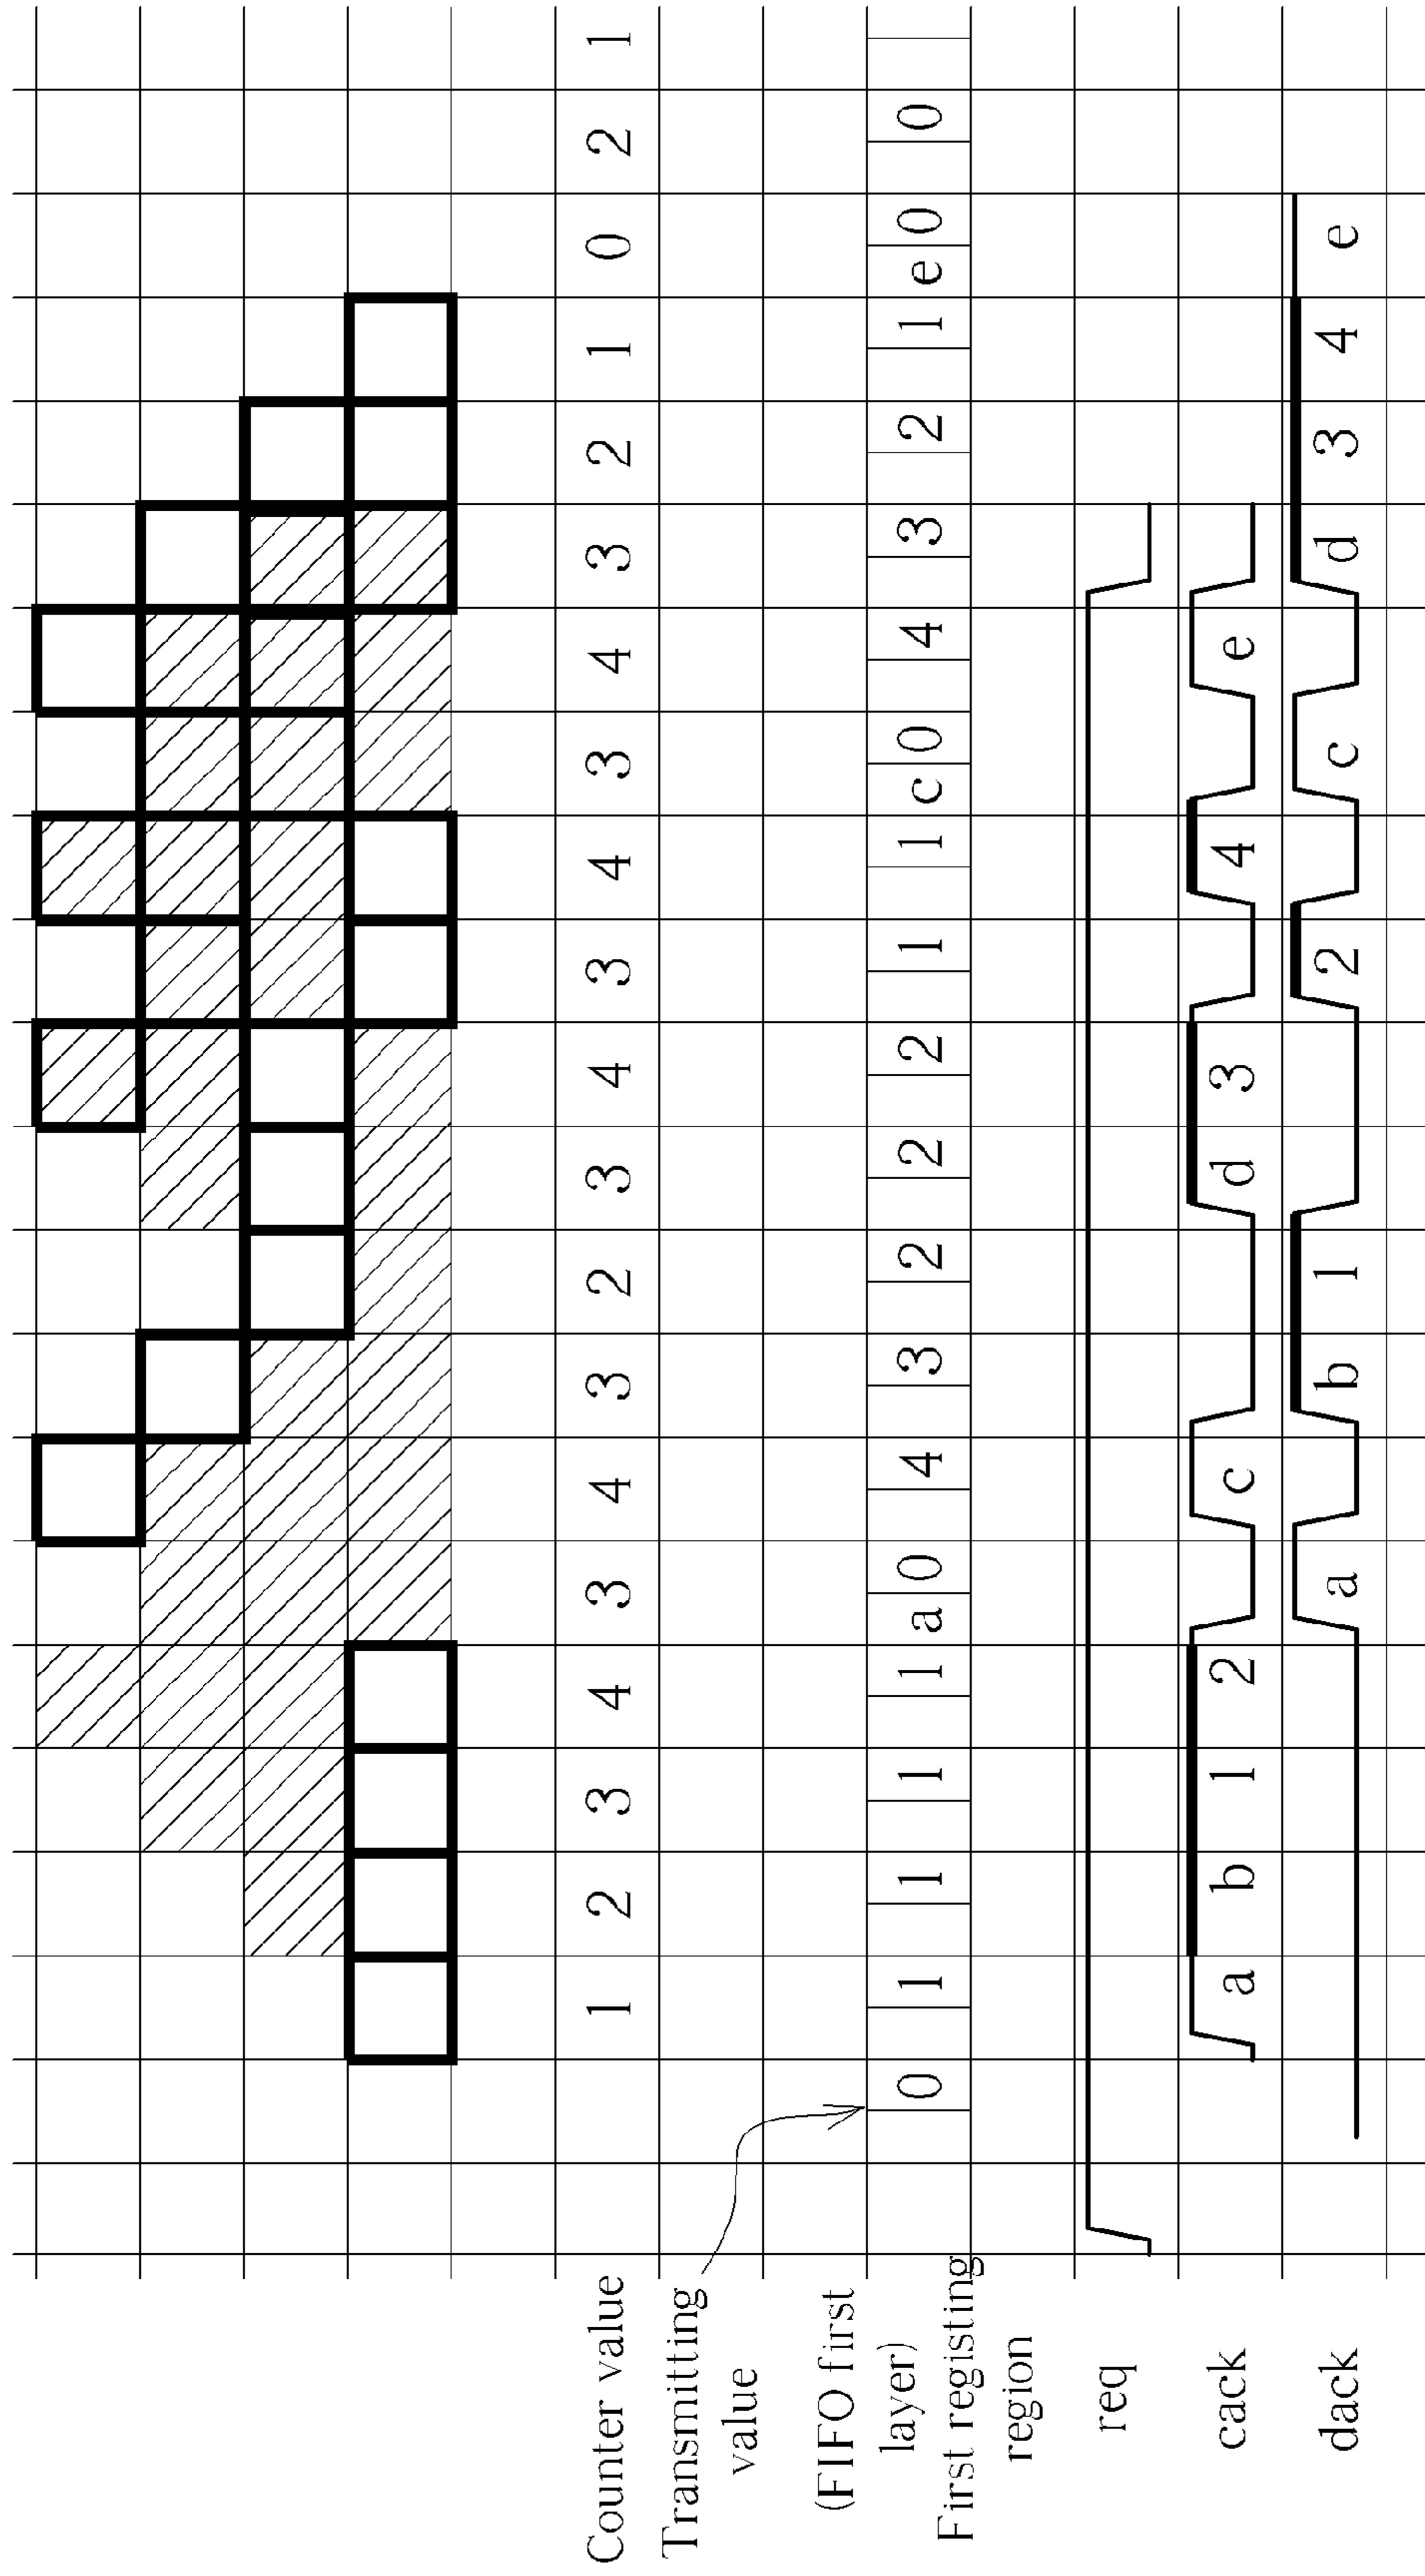 Counter value 1 2 3 4 3 4 3 2 3 4 3 4 3 4 3 2 1 0 2 1
Transmitting
value
(FIFO first
layer) 0 1 1 1 1 a 0 4 3 2 2 2 1 1 c 0 4 3 2 1 e 0 0
First registing
region
req
cack a b 1 2 c d 3 4 e
dack a b 1 2 c d 3 4 e